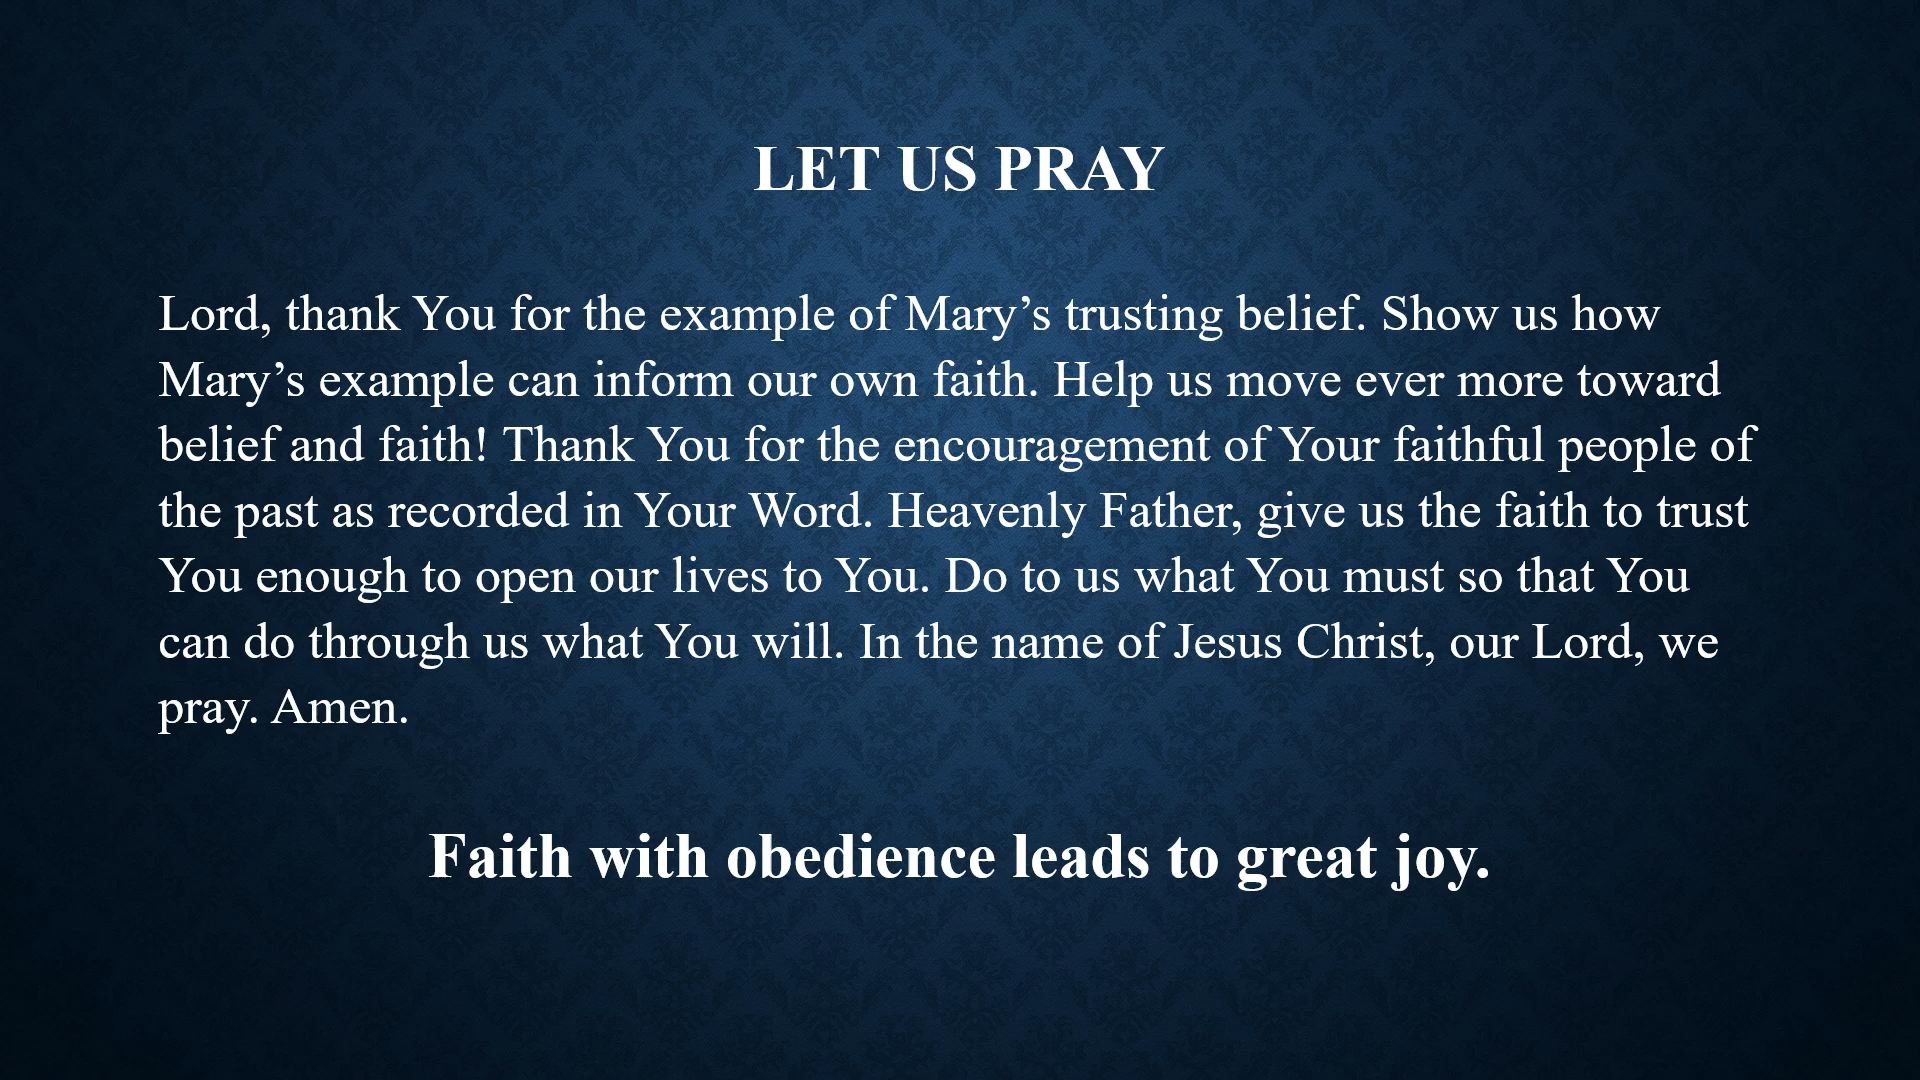 LET US PRAY
Lord, thank You for the example of Mary’s trusting belief. Show us how
Mary’s example can inform our own faith. Help us move ever more toward
belief and faith! Thank You for the encouragement of Your faithful people of
the past as recorded in Your Word. Heavenly Father, give us the faith to trust
You enough to open our lives to You. Do to us what You must so that You
can do through us what You will. In the name of Jesus Christ, our Lord, we
pray. Amen.
Faith with obedience leads to great joy.